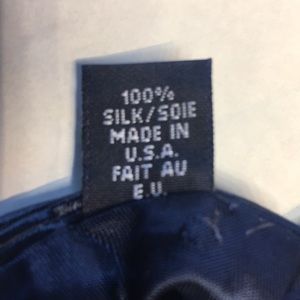 100%
SILK/SOIE
MADE IN
U.S.A.
FAIT AU
E.U.